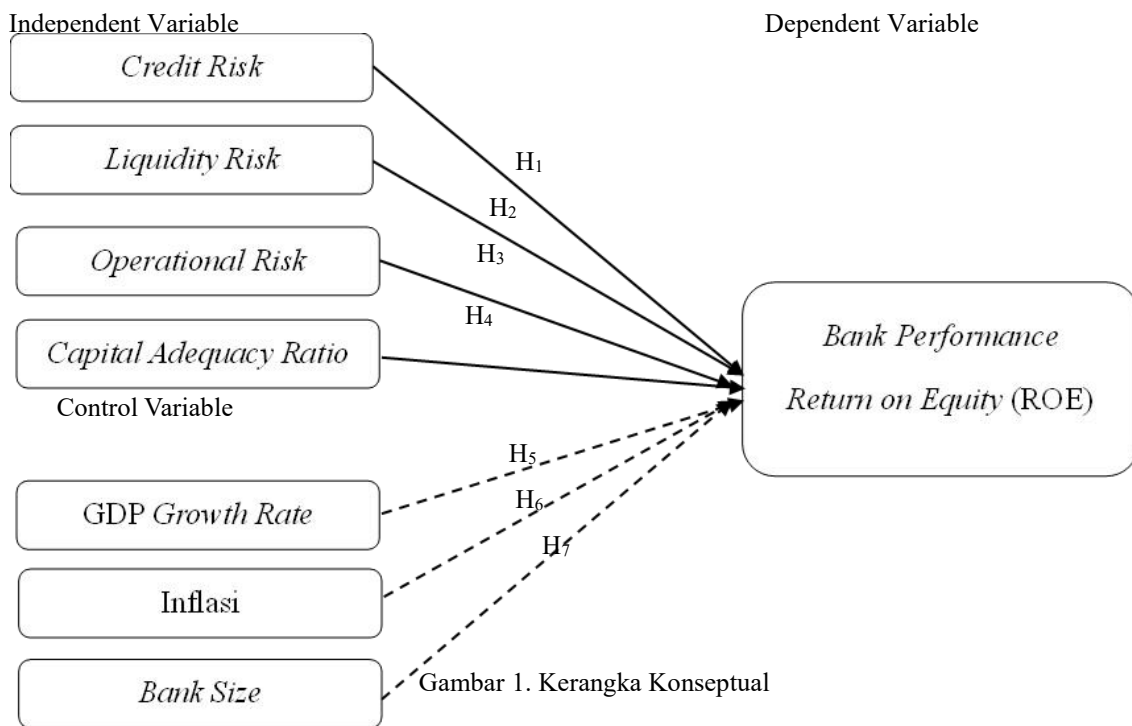 Independent Variable
Dependent Variable
Credit Risk
Liquidity Risk
Operational Risk
Capital Adequacy Ratio
H₁
H₂
H₃
H₄
Bank Performance
Return on Equity (ROE)
Control Variable
GDP Growth Rate
Inflasi
Bank Size
H₅
H₆
H₇
Gambar 1. Kerangka Konseptual